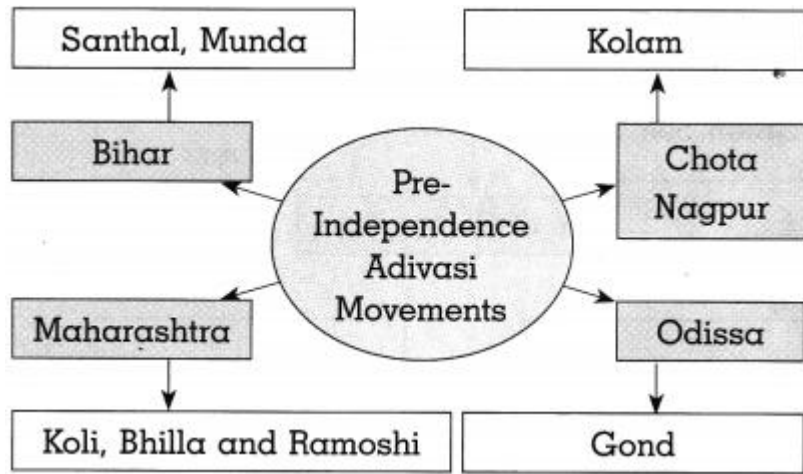 Santhal, Munda
Kolam
Bihar
Chota
Nagpur
Pre-
Independence
Adivasi
Movements
Maharashtra
Odissa
Koli, Bhilla and Ramoshi
Gond